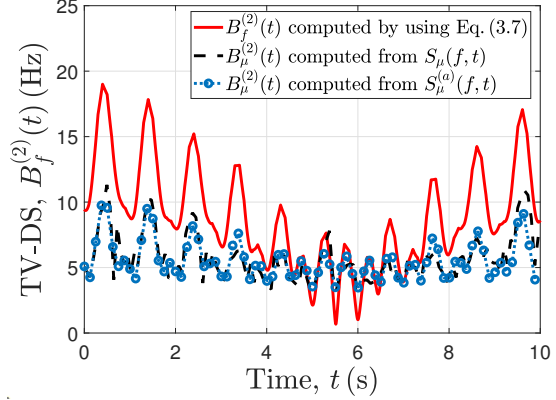 B_f^{(2)}(t) computed by using Eq. (3.7)
B_μ^{(2)}(t) computed from S_μ(f, t)
B_μ^{(2)}(t) computed from S_μ^{(a)}(f, t)
TV-DS, B_f^{(2)}(t) (Hz)
25
20
15
10
5
0
0 2 4 6 8 10
Time, t (s)